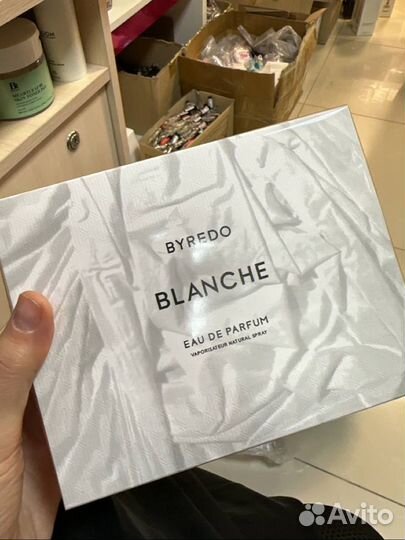 BYREDO
BLANCHE
EAU DE PARFUM
VAPORISATEUR NATURAL SPRAY
Avito